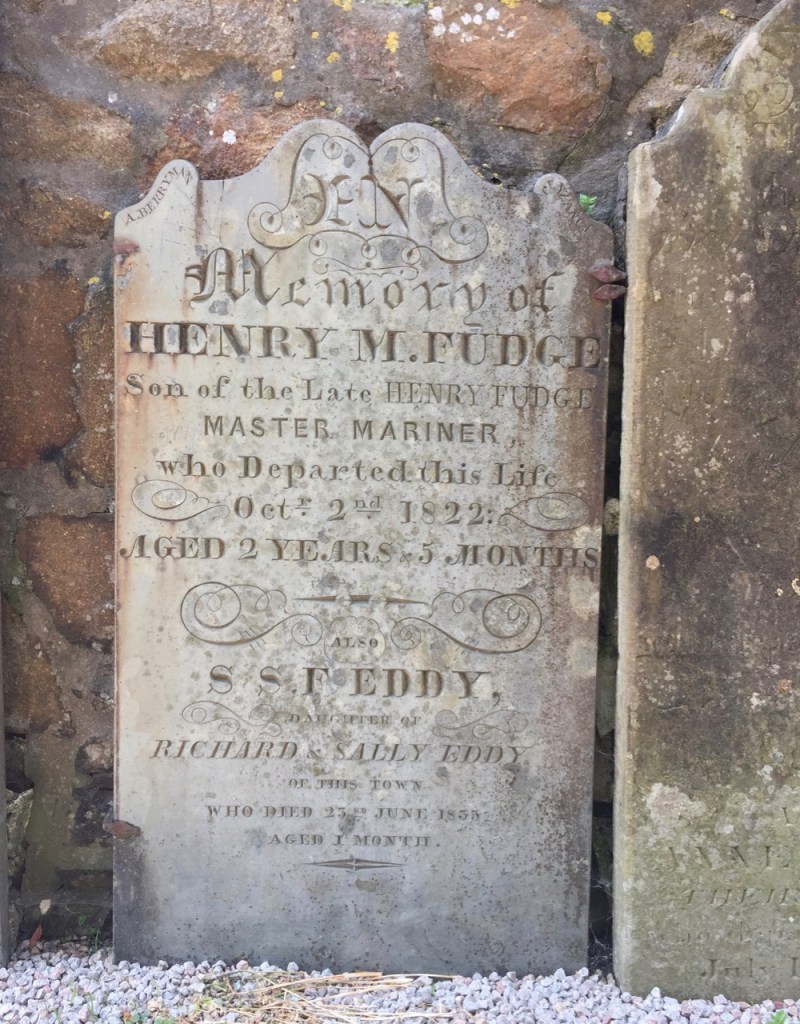 A. BERRYMAN
IN
Memory of
HENRY M. FUDGE
Son of the Late HENRY FUDGE
MASTER MARINER,
who Departed this Life
Octr. 2nd. 1822:
AGED 2 YEARS & 5 MONTHS
ALSO
S. S. F. EDDY,
DAUGHTER OF
RICHARD & SALLY EDDY
OF THIS TOWN
WHO DIED 23RD JUNE 1835
AGED 1 MONTH.
July